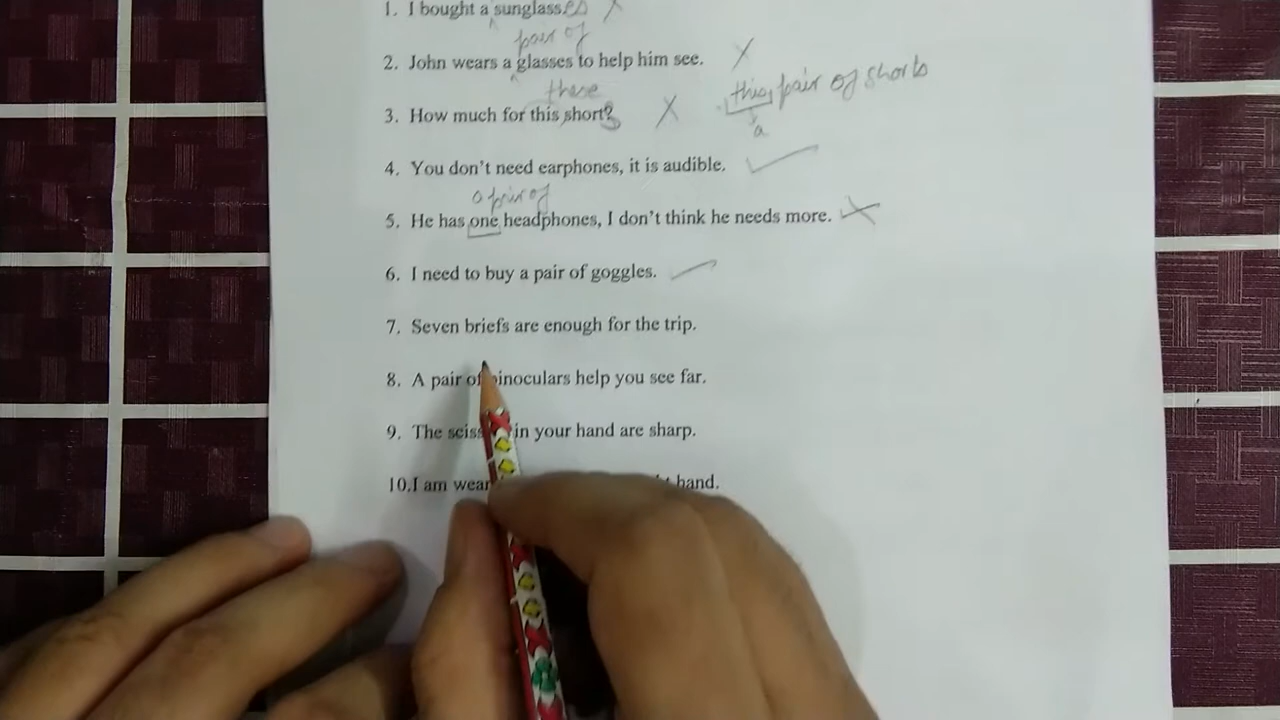 1. I bought a sunglasses X
pair of
2. John wears a glasses to help him see. X
these
this pair of shorts
3. How much for this short? s X
a
4. You don't need earphones, it is audible.
a pair of
5. He has one headphones, I don't think he needs more. X
6. I need to buy a pair of goggles.
7. Seven briefs are enough for the trip.
8. A pair of binoculars help you see far.
9. The in your hand are sharp.
10.I am hand.